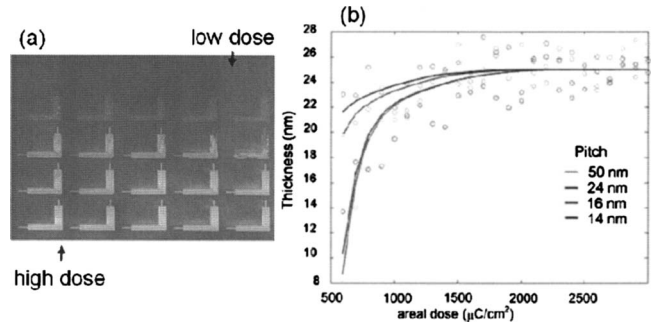 (a)
low dose
high dose
(b)
Thickness (nm)
28
26
24
22
20
18
16
14
12
10
8
500
1000
1500
2000
2500
areal dose (μC/cm²)
Pitch
50 nm
24 nm
16 nm
14 nm